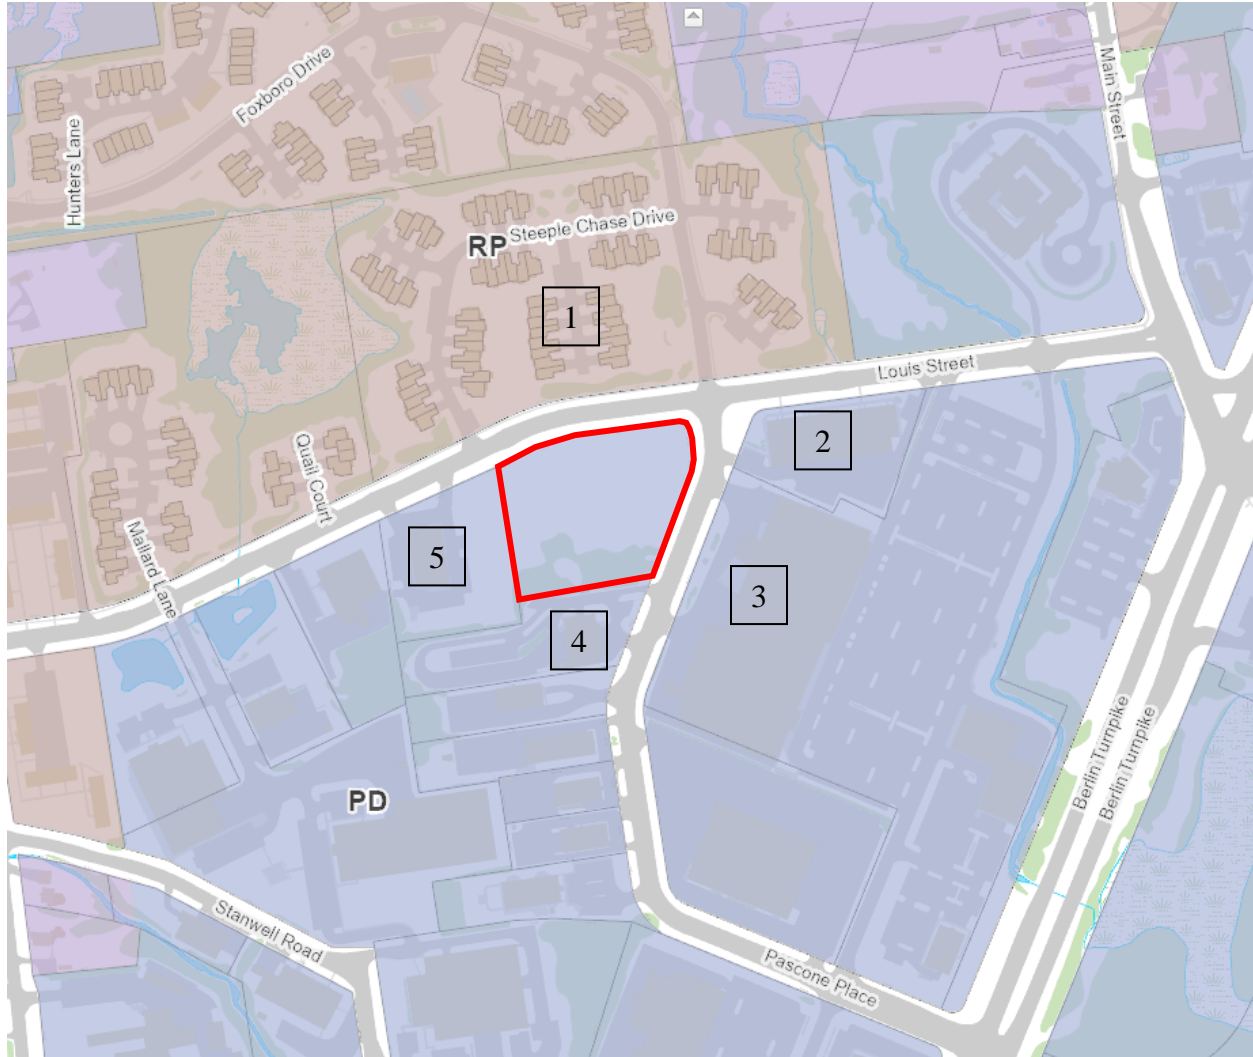 Main Street
Foxboro Drive
Hunters Lane
Steeple Chase Drive
RP
1
Louis Street
2
Quail Court
Mallard Lane
5
3
4
Berlin Turnpike
Berlin Turnpike
PD
Stanwell Road
Pascone Place